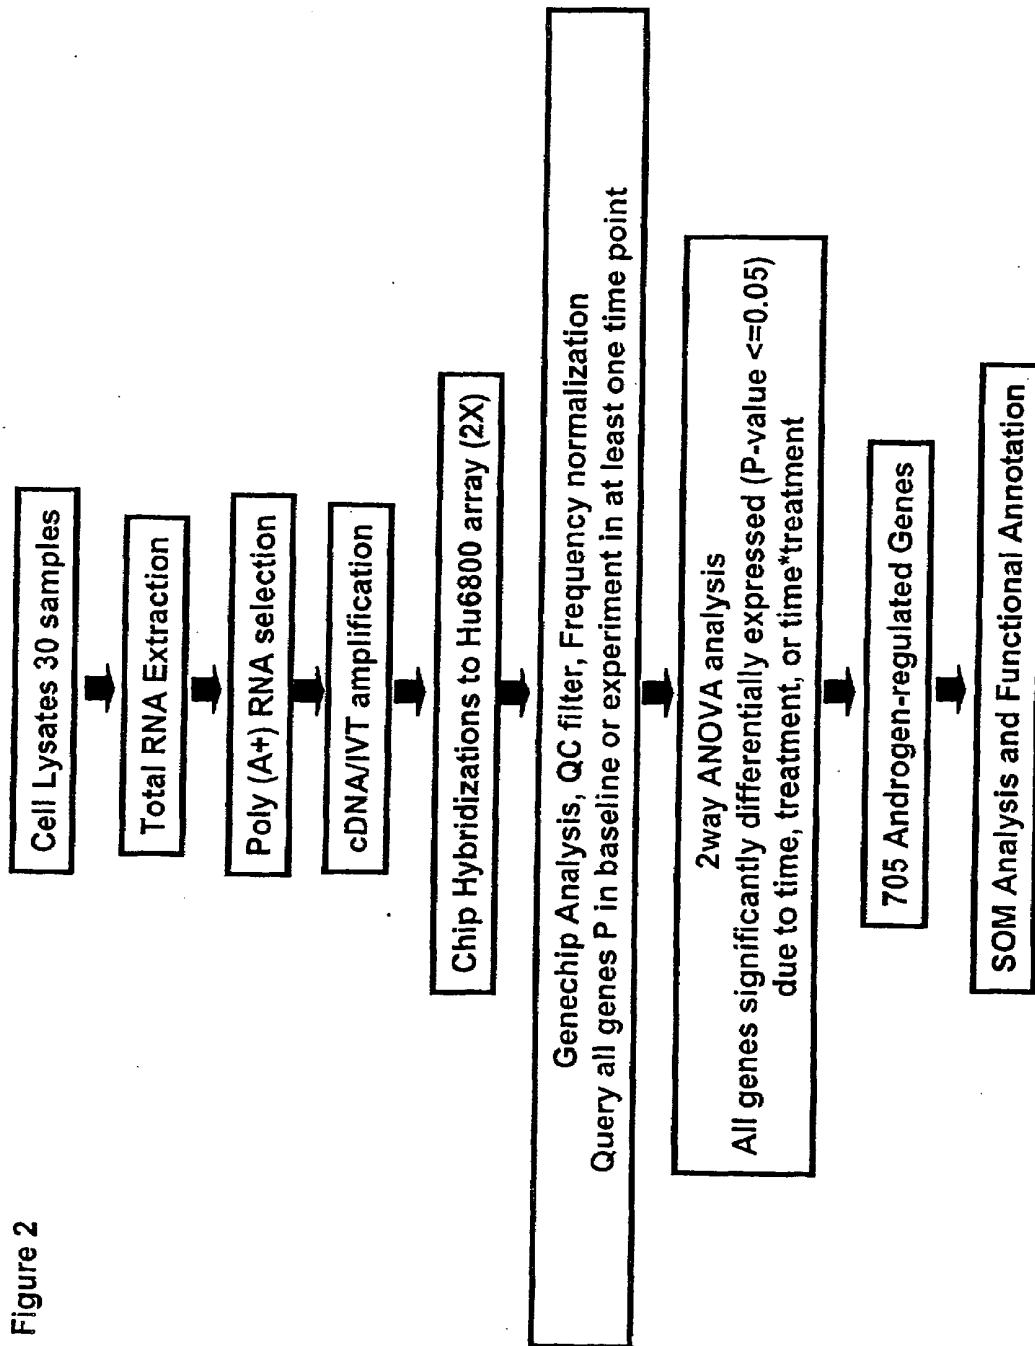 Figure 2
Cell Lysates 30 samples
Total RNA Extraction
Poly (A+) RNA selection
cDNA/IVT amplification
Chip Hybridizations to Hu6800 array (2X)
Genechip Analysis, QC filter, Frequency normalization
Query all genes P in baseline or experiment in at least one time point
2way ANOVA analysis
All genes significantly differentially expressed (P-value <=0.05)
due to time, treatment, or time*treatment
705 Androgen-regulated Genes
SOM Analysis and Functional Annotation